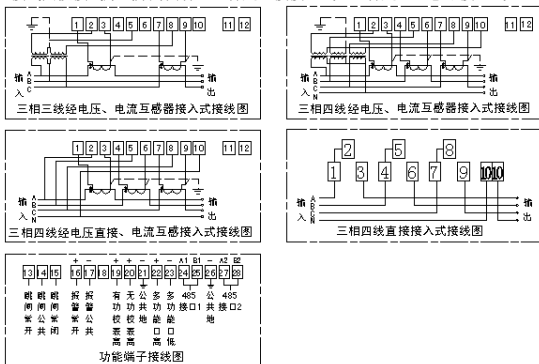 1 2 3 4 5 6 7 8 9 10 11 12
输 入 A B C 输 出
三相三线经电压、电流互感器接入式接线图
1 2 3 4 5 6 7 8 9 10 11 12
输 入 A B C N 输 出
三相四线经电压、电流互感器接入式接线图
1 2 3 4 5 6 7 8 9 10 11 12
输 入 A B C N 输 出
三相四线经电压直接、电流互感接入式接线图
2 5 8
1 3 4 6 7 9 10 10
输 入 A B C N 输 出
三相四线直接接入式接线图
+ - + + - + - A1 B1 - A2 B2
13 14 15 16 17 18 19 20 21 22 23 24 25 26 27 28
跳闸常开 跳闸公共 跳闸常闭 报警常开 报警公共 有功校表高 无功校表高 公共地 多功能口高 多功能口低 485接口1 公共地 485接口2
功能端子接线图